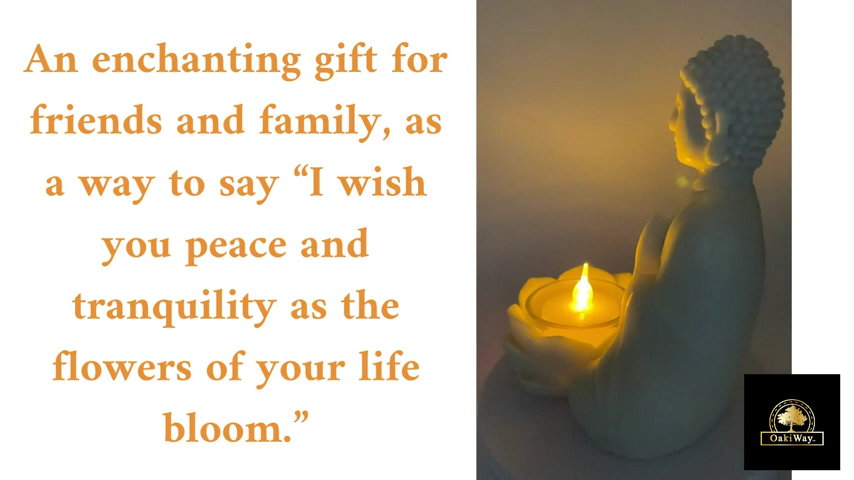 An enchanting gift for
friends and family, as
a way to say “I wish
you peace and
tranquility as the
flowers of your life
bloom.”
OakiWay™